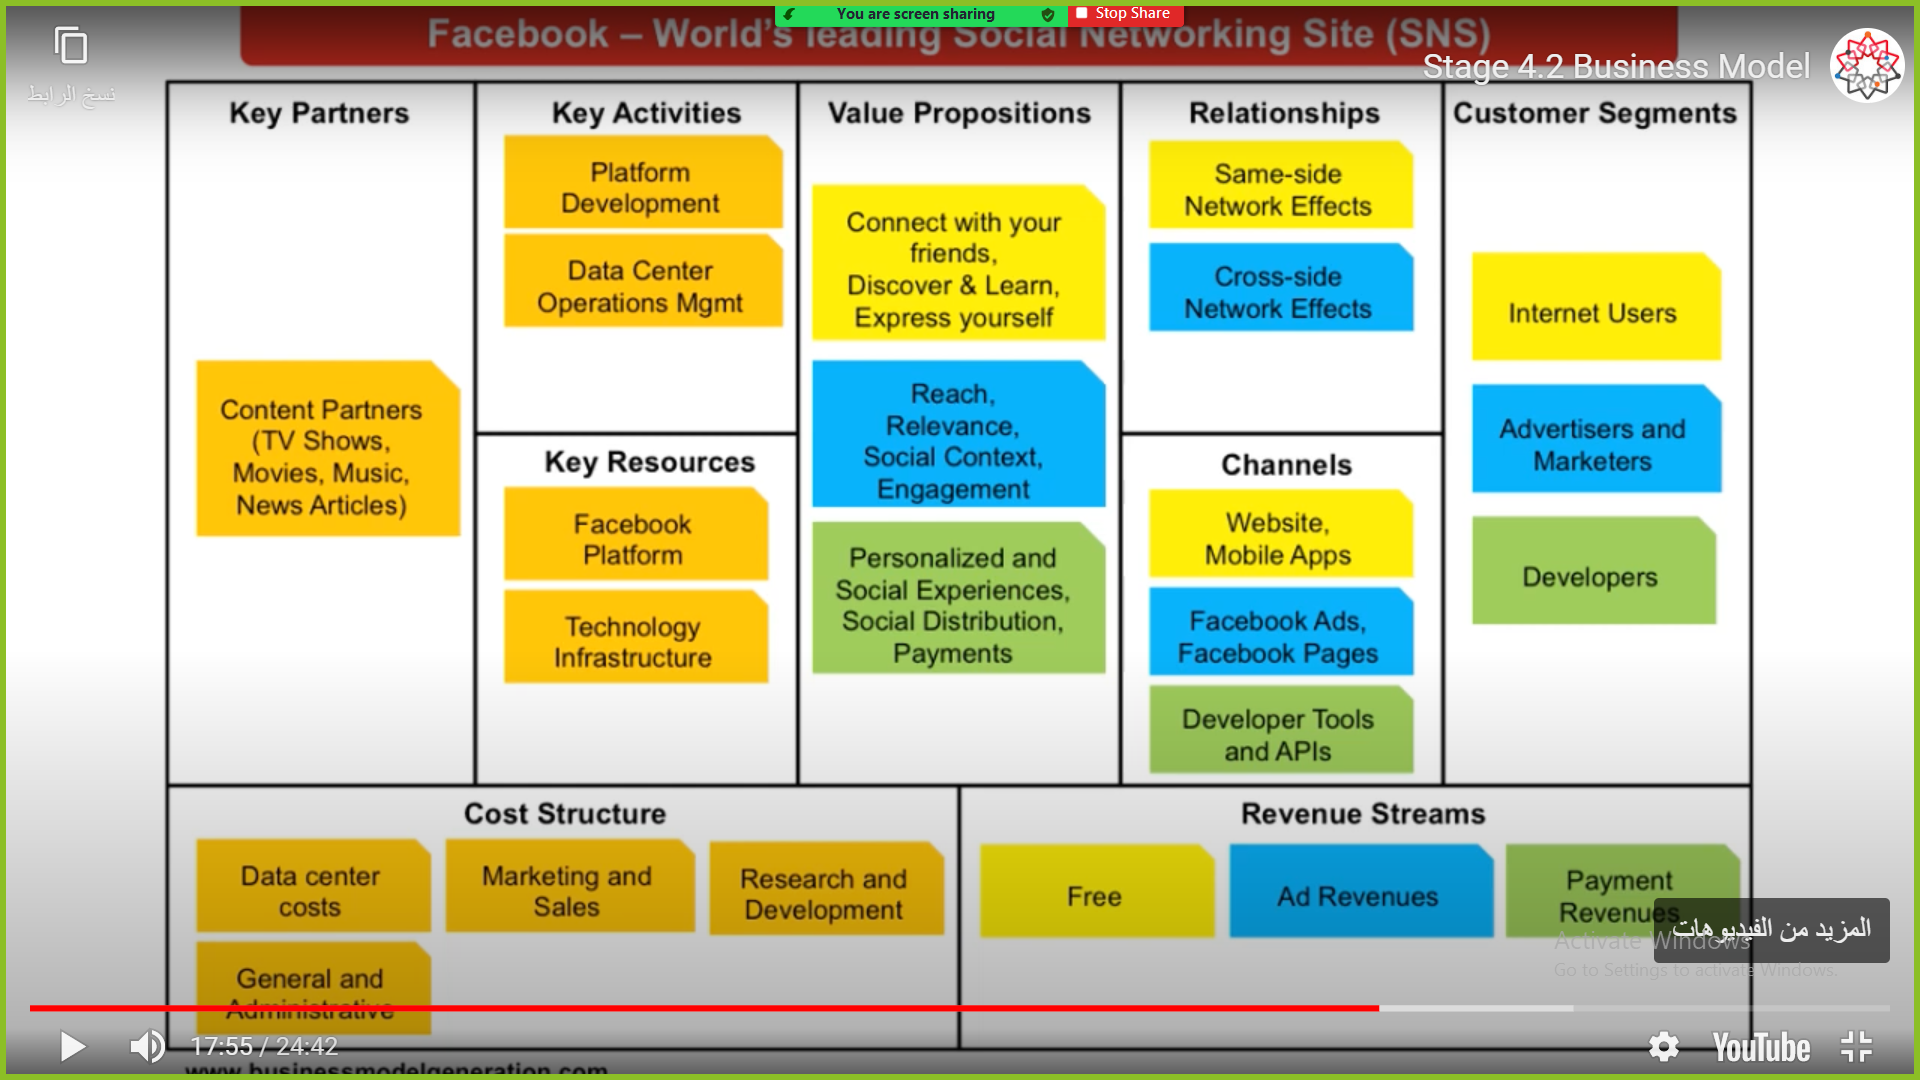 You are screen sharing
Stop Share
Facebook – World's leading Social Networking Site (SNS)
نسخ الرابط
Stage 4.2 Business Model
Key Partners
Content Partners
(TV Shows,
Movies, Music,
News Articles)
Key Activities
Platform
Development
Data Center
Operations Mgmt
Key Resources
Facebook
Platform
Technology
Infrastructure
Value Propositions
Connect with your
friends,
Discover & Learn,
Express yourself
Reach,
Relevance,
Social Context,
Engagement
Personalized and
Social Experiences,
Social Distribution,
Payments
Relationships
Same-side
Network Effects
Cross-side
Network Effects
Channels
Website,
Mobile Apps
Facebook Ads,
Facebook Pages
Developer Tools
and APIs
Customer Segments
Internet Users
Advertisers and
Marketers
Developers
Cost Structure
Data center
costs
Marketing and
Sales
Research and
Development
General and
Administrative
Revenue Streams
Free
Ad Revenues
Payment
Revenues
المزيد من الفيديوهات
Activate Windows
Go to Settings to activate Windows.
17:55 / 24:42
YouTube
www.businessmodelgeneration.com